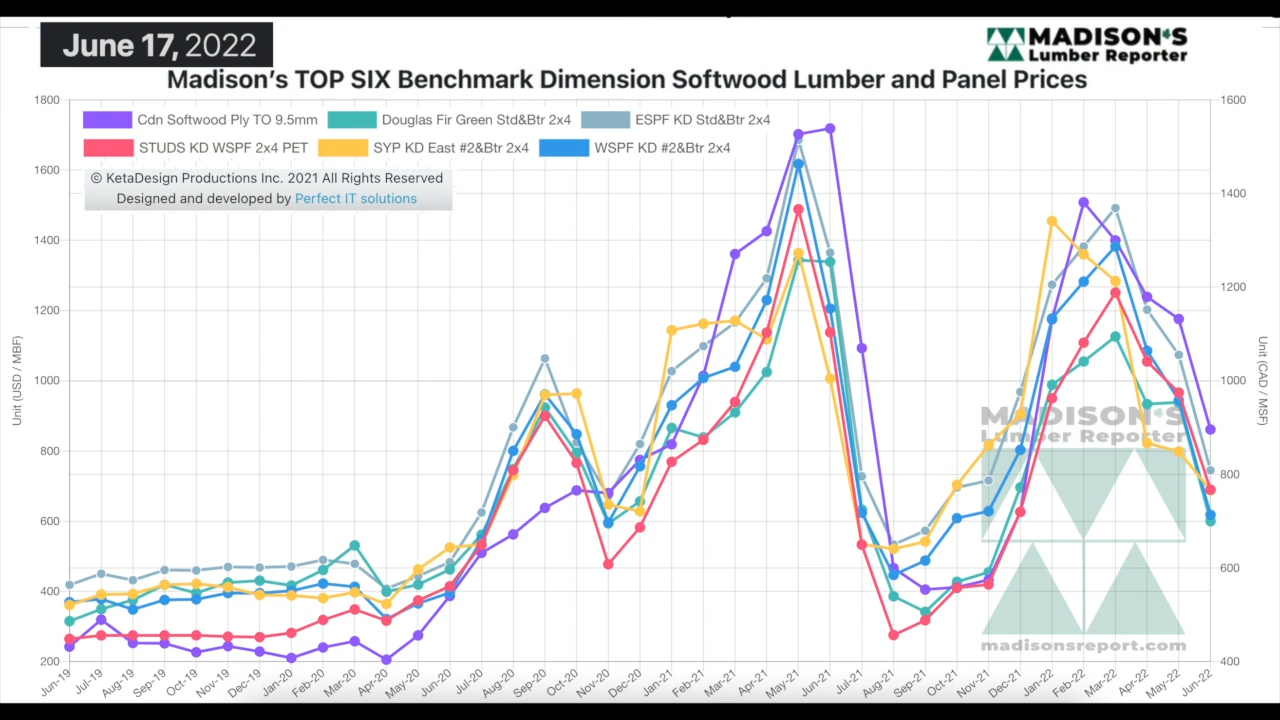 June 17, 2022
MADISON'S
Lumber Reporter
Madison's TOP SIX Benchmark Dimension Softwood Lumber and Panel Prices
1800
1600
Cdn Softwood Ply TO 9.5mm
Douglas Fir Green Std&Btr 2x4
ESPF KD Std&Btr 2x4
STUDS KD WSPF 2x4 PET
SYP KD East #2&Btr 2x4
WSPF KD #2&Btr 2x4
© KetaDesign Productions Inc. 2021 All Rights Reserved
Designed and developed by Perfect IT solutions
1600
1400
1400
1200
1200
1000
1000
800
800
600
600
400
200
400
Unit (USD / MBF)
Unit (CAD / MSF)
MADISON'S
Lumber Reporter
madisonsreport.com
Jun-19
Jul-19
Aug-19
Sep-19
Oct-19
Nov-19
Dec-19
Jan-20
Feb-20
Mar-20
Apr-20
May-20
Jun-20
Jul-20
Aug-20
Sep-20
Oct-20
Nov-20
Dec-20
Jan-21
Feb-21
Mar-21
Apr-21
May-21
Jun-21
Jul-21
Aug-21
Sep-21
Oct-21
Nov-21
Dec-21
Jan-22
Feb-22
Mar-22
Apr-22
May-22
Jun-22